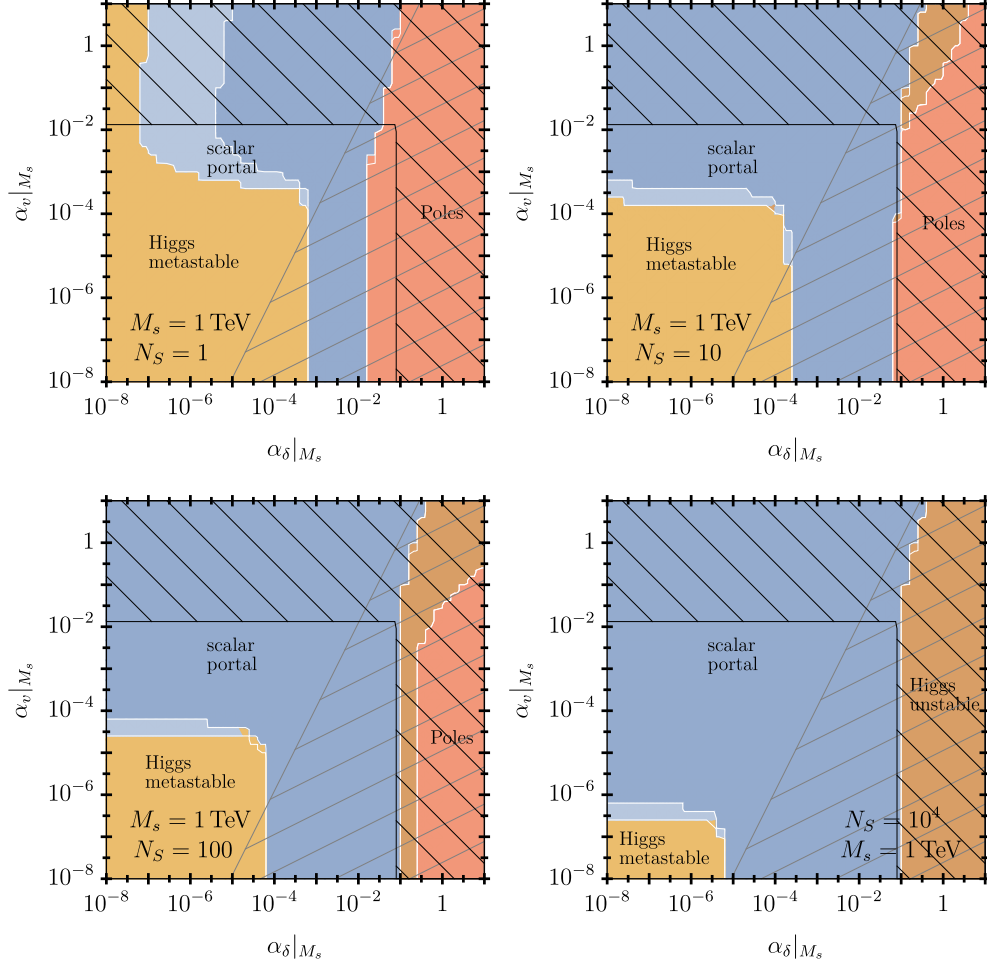 1
10⁻²
10⁻⁴
10⁻⁶
10⁻⁸
α_v|_{M_s}
scalar
portal
Poles
Higgs
metastable
M_s = 1 TeV
N_S = 1
10⁻⁸ 10⁻⁶ 10⁻⁴ 10⁻² 1
α_δ|_{M_s}
1
10⁻²
10⁻⁴
10⁻⁶
10⁻⁸
α_v|_{M_s}
scalar
portal
Poles
Higgs
metastable
M_s = 1 TeV
N_S = 10
10⁻⁸ 10⁻⁶ 10⁻⁴ 10⁻² 1
α_δ|_{M_s}
1
10⁻²
10⁻⁴
10⁻⁶
10⁻⁸
α_v|_{M_s}
scalar
portal
Poles
Higgs
metastable
M_s = 1 TeV
N_S = 100
10⁻⁸ 10⁻⁶ 10⁻⁴ 10⁻² 1
α_δ|_{M_s}
1
10⁻²
10⁻⁴
10⁻⁶
10⁻⁸
α_v|_{M_s}
scalar
portal
Higgs
unstable
Higgs
metastable
N_S = 10⁴
M_s = 1 TeV
10⁻⁸ 10⁻⁶ 10⁻⁴ 10⁻² 1
α_δ|_{M_s}